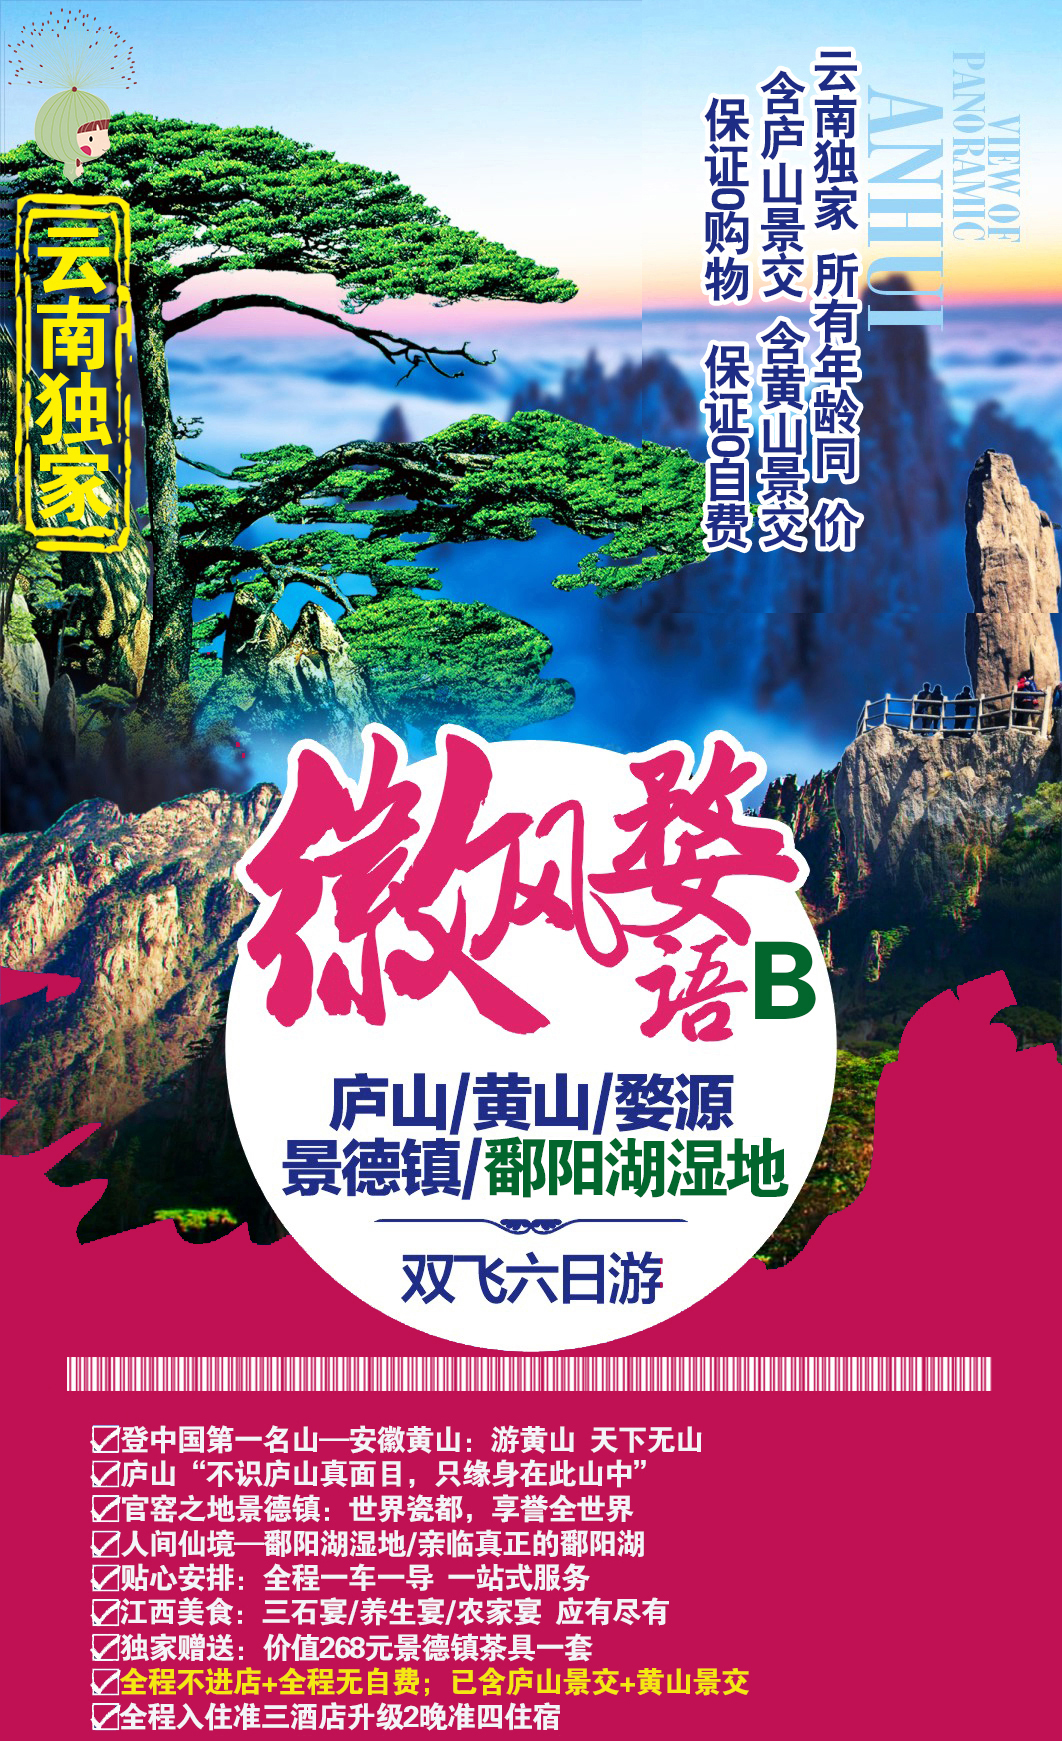 云南独家
VIEW OF
PANORAMIC
ANHUI
云南独家 所有年龄同 价
含庐山景交 含黄山景交
保证0购物 保证0自费
徽风婺语B
庐山/黄山/婺源
景德镇/鄱阳湖湿地
双飞六日游
登中国第一名山—安徽黄山：游黄山 天下无山
庐山“不识庐山真面目，只缘身在此山中”
官窑之地景德镇：世界瓷都，享誉全世界
人间仙境—鄱阳湖湿地/亲临真正的鄱阳湖
贴心安排：全程一车一导 一站式服务
江西美食：三石宴/养生宴/农家宴 应有尽有
独家赠送：价值268元景德镇茶具一套
全程不进店+全程无自费；已含庐山景交+黄山景交
全程入住准三酒店升级2晚准四住宿